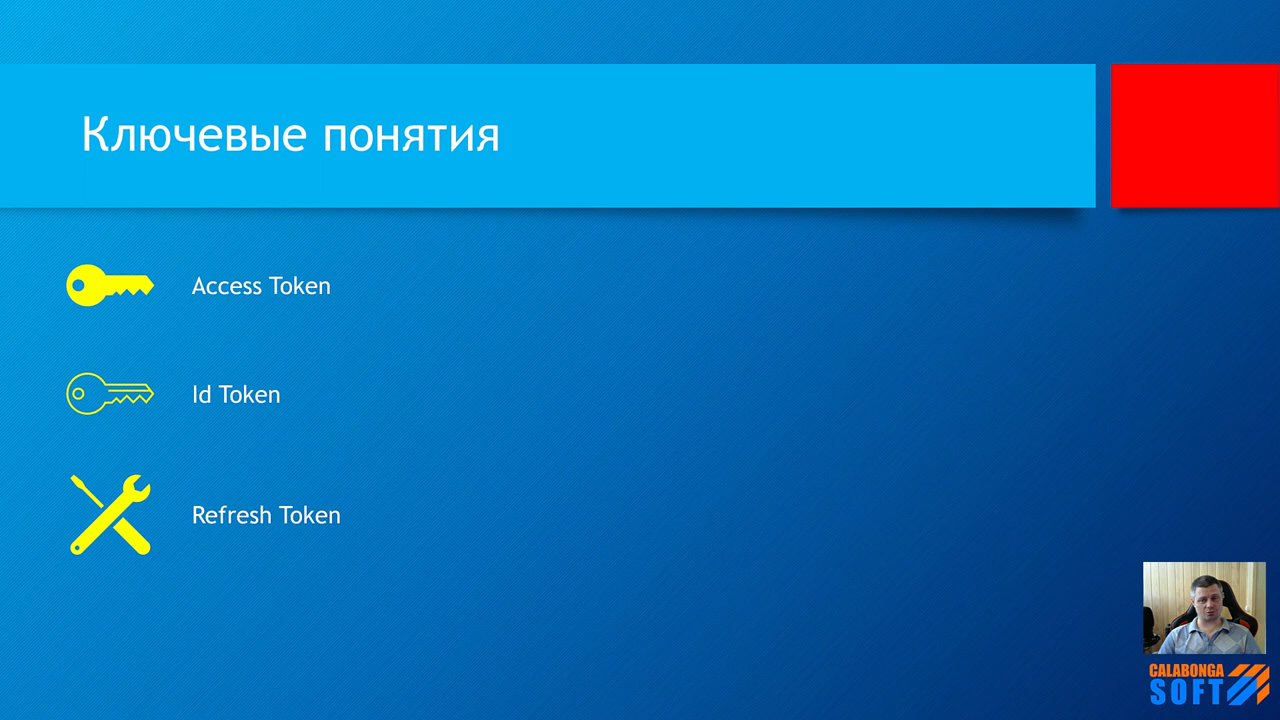 Ключевые понятия
Access Token
Id Token
Refresh Token
CALABONGA
SOFT